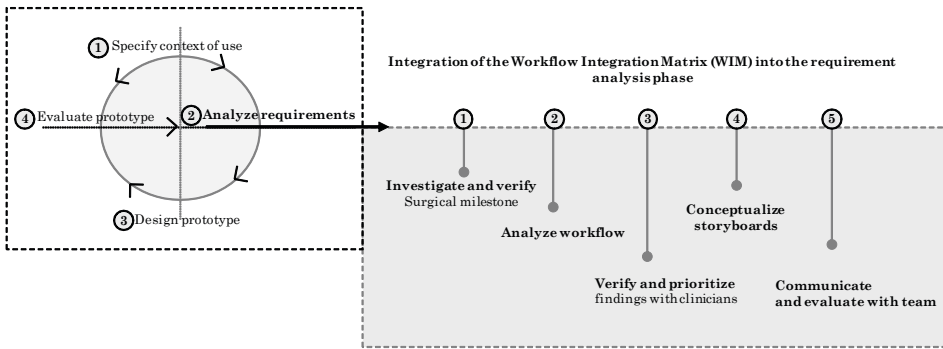 1 Specify context of use
4 Evaluate prototype
2 Analyze requirements
3 Design prototype
Integration of the Workflow Integration Matrix (WIM) into the requirement
analysis phase
1
2
3
4
5
Investigate and verify
Surgical milestone
Analyze workflow
Verify and prioritize
findings with clinicians
Conceptualize
storyboards
Communicate
and evaluate with team